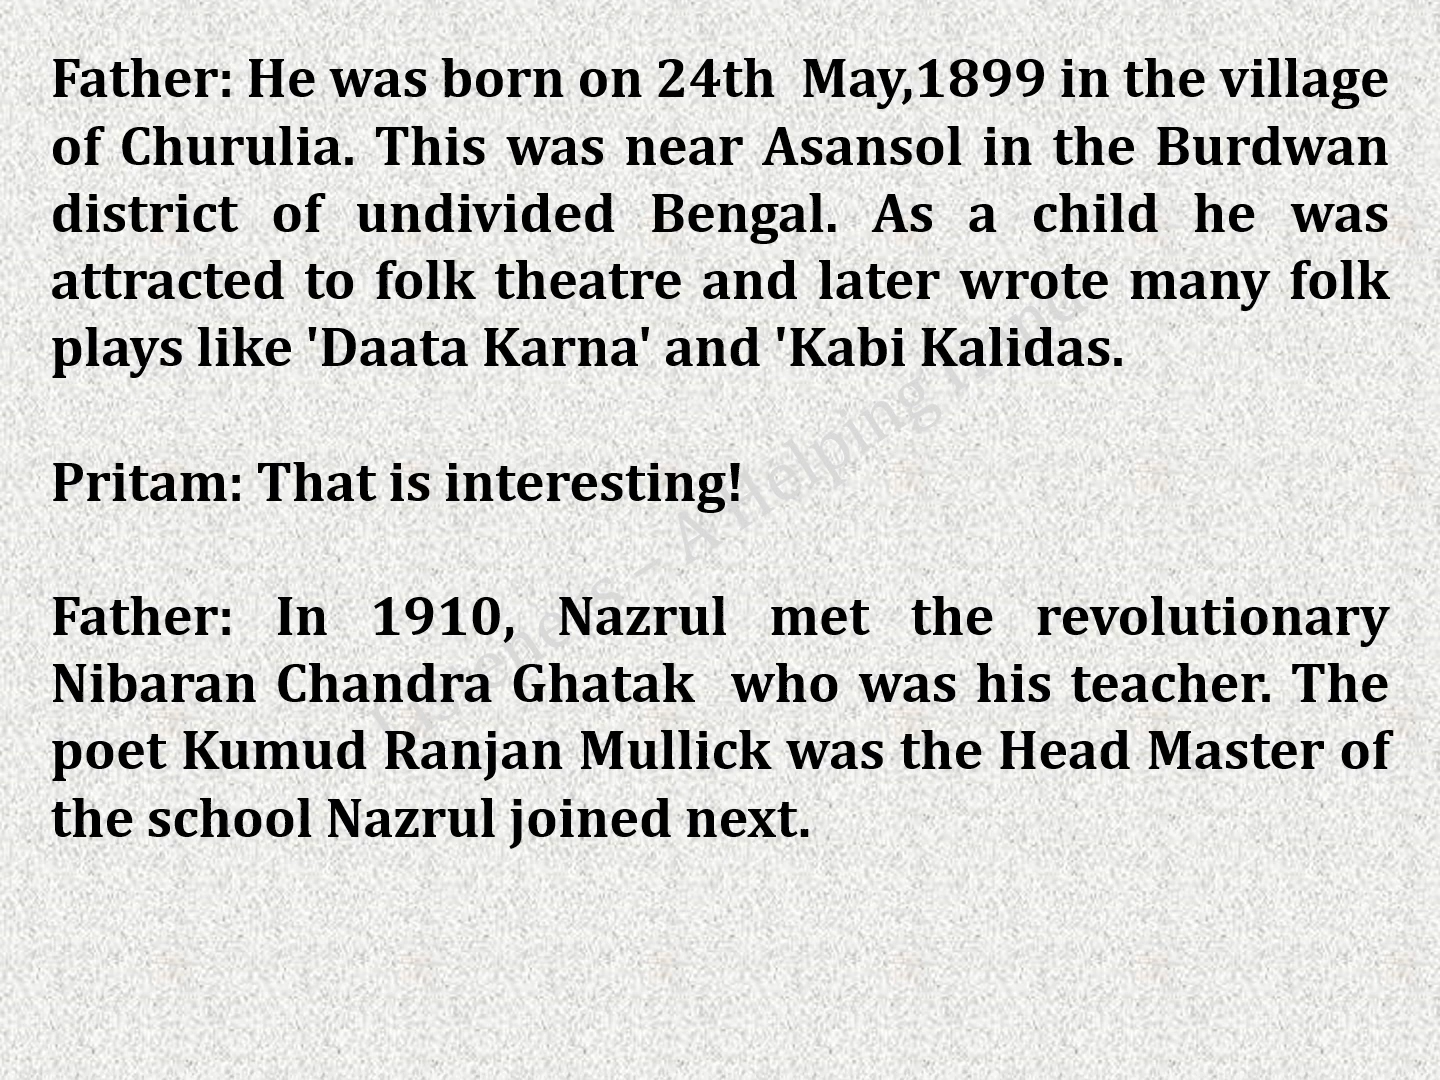 Father: He was born on 24th  May,1899 in the village
of Churulia. This was near Asansol in the Burdwan
district of undivided Bengal. As a child he was
attracted to folk theatre and later wrote many folk
plays like 'Daata Karna' and 'Kabi Kalidas.
Pritam: That is interesting!
Father: In 1910, Nazrul met the revolutionary
Nibaran Chandra Ghatak  who was his teacher. The
poet Kumud Ranjan Mullick was the Head Master of
the school Nazrul joined next.